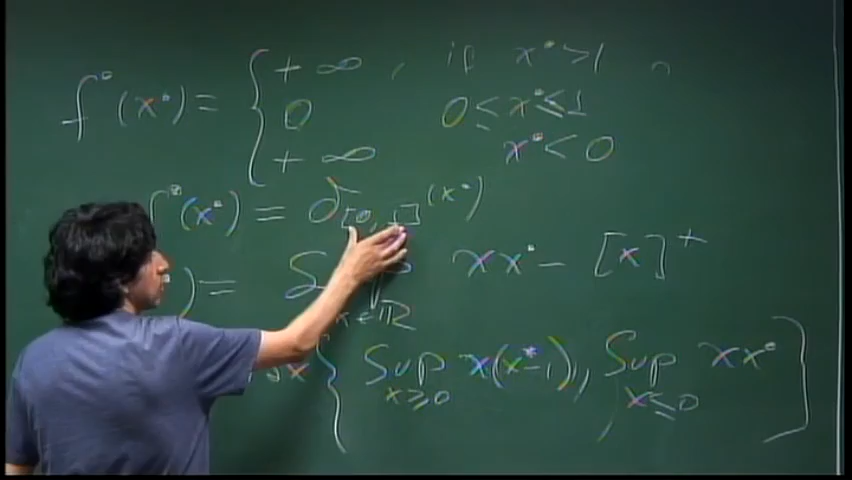 f*(x*) = { +∞ , if x* > 1
0 0 ≤ x* ≤ 1
+∞ x* < 0
f*(x*) = δ[0,1](x*)
) = Sup x∈ℝ xx* - [x]+
x { Sup x≥0 x(x*-1), Sup x≤0 xx* }